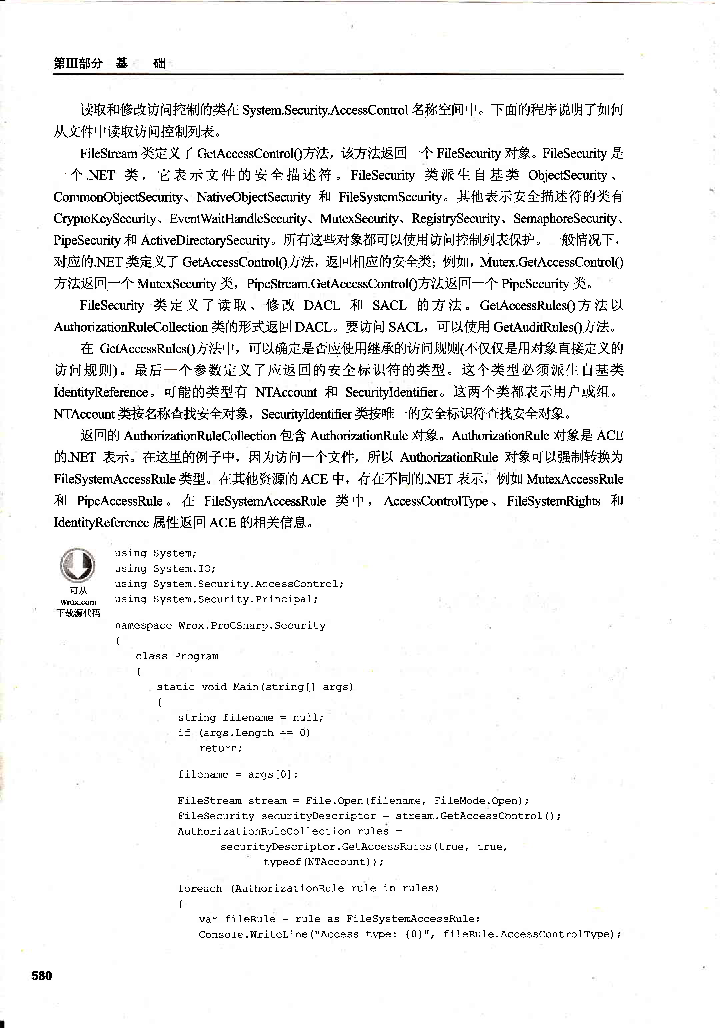 第III部分 基 础
读取和修改访问控制的类在 System.Security.AccessControl 名称空间中。下面的程序说明了如何
从文件中读取访问控制列表。
FileStream 类定义了 GetAccessControl()方法，该方法返回一个 FileSecurity 对象。FileSecurity 是
一个.NET 类，它表示文件的安全描述符。FileSecurity 类派生自基类 ObjectSecurity、
CommonObjectSecurity、NativeObjectSecurity 和 FileSystemSecurity。其他表示安全描述符的类有
CryptoKeySecurity、EventWaitHandleSecurity、MutexSecurity、RegistrySecurity、SemaphoreSecurity、
PipeSecurity 和 ActiveDirectorySecurity。所有这些对象都可以使用访问控制列表保护。一般情况下，
对应的.NET 类定义了 GetAccessControl()方法，返回相应的安全类；例如，Mutex.GetAccessControl()
方法返回一个 MutexSecurity 类，PipeStream.GetAccessControl()方法返回一个 PipeSecurity 类。
FileSecurity 类定义了读取、修改 DACL 和 SACL 的方法。GetAccessRules()方法以
AuthorizationRuleCollection 类的形式返回 DACL。要访问 SACL，可以使用 GetAuditRules()方法。
在 GetAccessRules()方法中，可以确定是否应使用继承的访问规则(不仅仅是用对象直接定义的
访问规则)。最后一个参数定义了应返回的安全标识符的类型。这个类型必须派生自基类
IdentityReference。可能的类型有 NTAccount 和 SecurityIdentifier。这两个类都表示用户或组。
NTAccount 类按名称查找安全对象，SecurityIdentifier 类按唯一的安全标识符查找安全对象。
返回的 AuthorizationRuleCollection 包含 AuthorizationRule 对象。AuthorizationRule 对象是 ACE
的.NET 表示。在这里的例子中，因为访问一个文件，所以 AuthorizationRule 对象可以强制转换为
FileSystemAccessRule 类型。在其他资源的 ACE 中，存在不同的.NET 表示，例如 MutexAccessRule
和 PipeAccessRule。在 FileSystemAccessRule 类中，AccessControlType、FileSystemRights 和
IdentityReference 属性返回 ACE 的相关信息。
可从
Wrox.com
下载源代码
using System;
using System.IO;
using System.Security.AccessControl;
using System.Security.Principal;
namespace Wrox.ProCSharp.Security
{
class Program
{
static void Main(string[] args)
{
string filename = null;
if (args.Length == 0)
return;
filename = args[0];
FileStream stream = File.Open(filename, FileMode.Open);
FileSecurity securityDescriptor = stream.GetAccessControl();
AuthorizationRuleCollection rules =
securityDescriptor.GetAccessRules(true, true,
typeof(NTAccount));
foreach (AuthorizationRule rule in rules)
{
var fileRule = rule as FileSystemAccessRule;
Console.WriteLine("Access type: {0}", fileRule.AccessControlType);
580